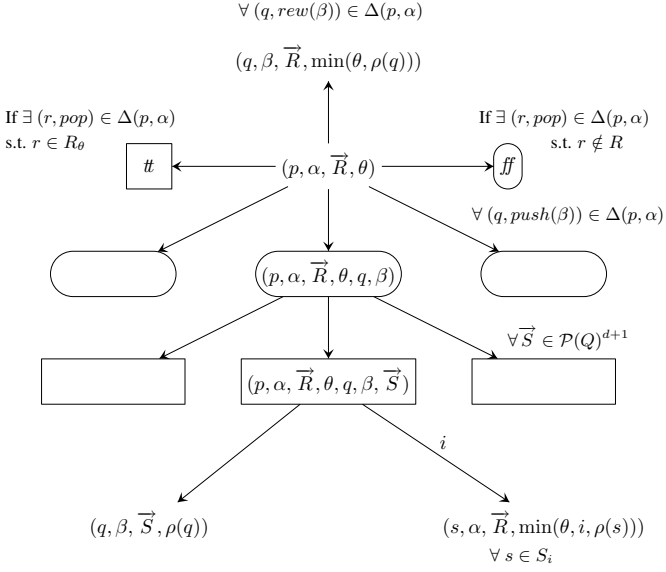 ∀ (q, rew(β)) ∈ Δ(p, α)
(q, β, R⃗, min(θ, ρ(q)))
If ∃ (r, pop) ∈ Δ(p, α)
s.t. r ∈ R_θ
If ∃ (r, pop) ∈ Δ(p, α)
s.t. r ∉ R
tt
(p, α, R⃗, θ)
ff
∀ (q, push(β)) ∈ Δ(p, α)
(p, α, R⃗, θ, q, β)
∀S⃗ ∈ 𝒫(Q)^{d+1}
(p, α, R⃗, θ, q, β, S⃗)
i
(q, β, S⃗, ρ(q))
(s, α, R⃗, min(θ, i, ρ(s)))
∀ s ∈ S_i